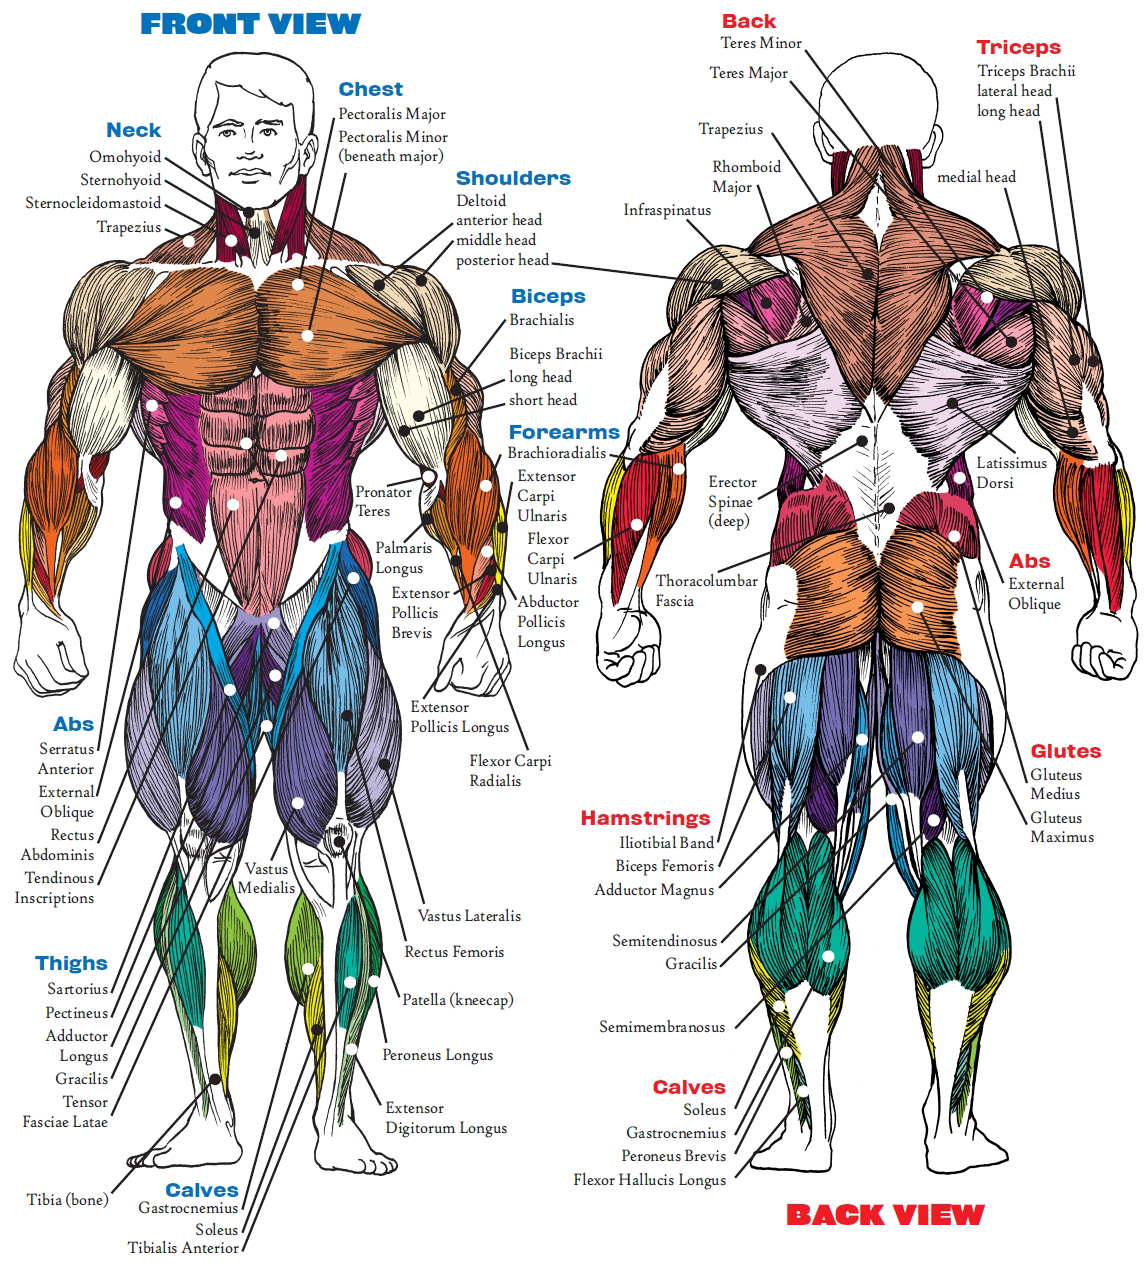 FRONT VIEW
Chest
Pectoralis Major
Pectoralis Minor
(beneath major)
Neck
Omohyoid
Sternohyoid
Sternocleidomastoid
Trapezius
Shoulders
Deltoid
anterior head
middle head
posterior head
Biceps
Brachialis
Biceps Brachii
long head
short head
Forearms
Brachioradialis
Extensor
Carpi
Ulnaris
Flexor
Carpi
Ulnaris
Abductor
Pollicis
Longus
Pronator
Teres
Palmaris
Longus
Extensor
Pollicis
Brevis
Extensor
Pollicis Longus
Flexor Carpi
Radialis
Abs
Serratus
Anterior
External
Oblique
Rectus
Abdominis
Tendinous
Inscriptions
Thighs
Sartorius
Pectineus
Adductor
Longus
Gracilis
Tensor
Fasciae Latae
Vastus
Medialis
Vastus Lateralis
Rectus Femoris
Patella (kneecap)
Peroneus Longus
Extensor
Digitorum Longus
Tibia (bone)
Calves
Gastrocnemius
Soleus
Tibialis Anterior
Back
Teres Minor
Teres Major
Trapezius
Rhomboid
Major
Infraspinatus
Triceps
Triceps Brachii
lateral head
long head
medial head
Latissimus
Dorsi
Erector
Spinae
(deep)
Thoracolumbar
Fascia
Abs
External
Oblique
Glutes
Gluteus
Medius
Gluteus
Maximus
Hamstrings
Iliotibial Band
Biceps Femoris
Adductor Magnus
Semitendinosus
Gracilis
Semimembranosus
Calves
Soleus
Gastrocnemius
Peroneus Brevis
Flexor Hallucis Longus
BACK VIEW